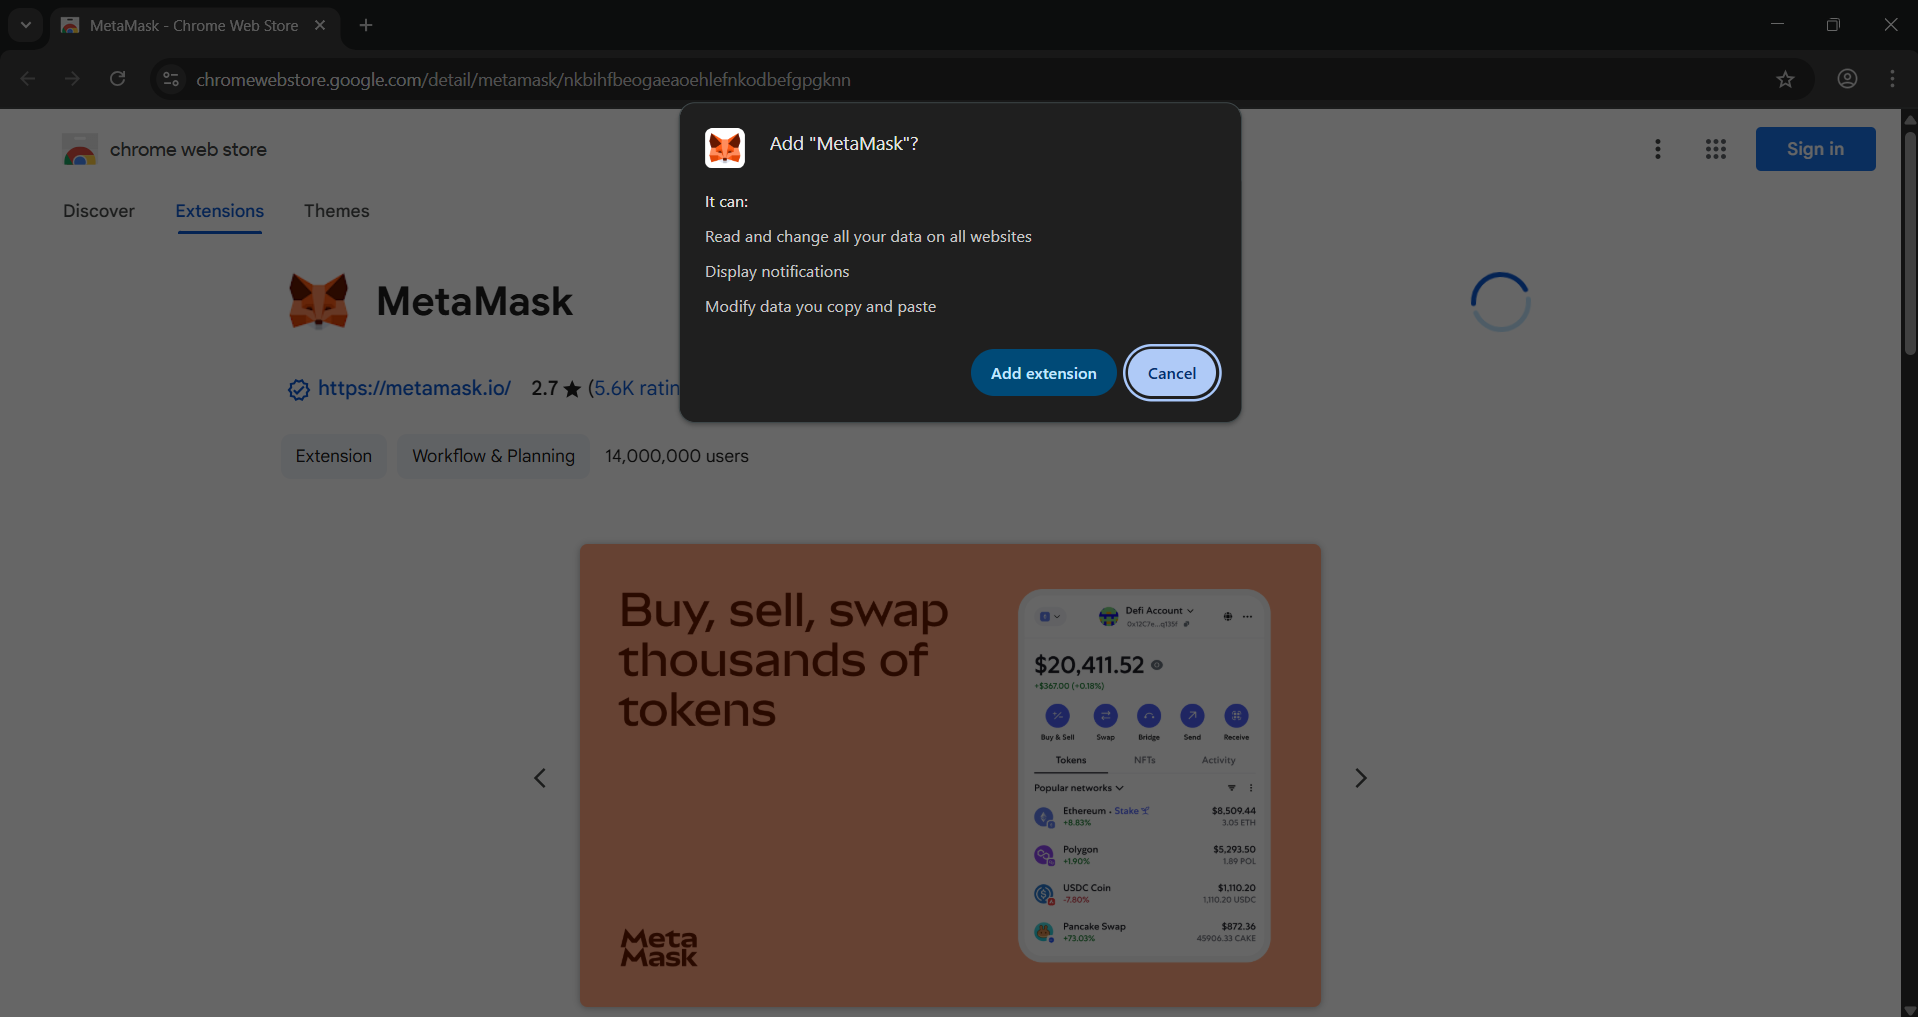 MetaMask - Chrome Web Store
chromewebstore.google.com/detail/metamask/nkbihfbeogaeaoehlefnkodbefgpgknn
chrome web store
Sign in
Discover
Extensions
Themes
Add "MetaMask"?
It can:
Read and change all your data on all websites
Display notifications
Modify data you copy and paste
Add extension
Cancel
MetaMask
https://metamask.io/
2.7 ★ (5.6K ratin
Extension
Workflow & Planning
14,000,000 users
Buy, sell, swap
thousands of
tokens
Meta
Mask
Defi Account
0x12C7e...q135f
$20,411.52
+$367.00 (+0.18%)
Buy & Sell
Swap
Bridge
Send
Receive
Tokens
NFTs
Activity
Popular networks
Ethereum • Stake
$8,509.44
+8.83%
3.05 ETH
Polygon
$5,293.50
+1.90%
1.89 POL
USDC Coin
$1,110.20
-7.80%
1,110.20 USDC
Pancake Swap
$872.36
+73.03%
45906.33 CAKE